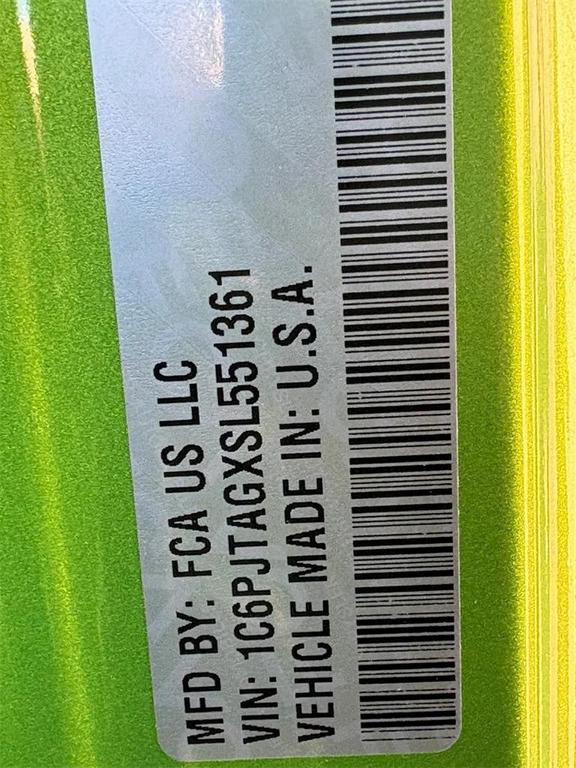 MFD BY: FCA US LLC
VIN: 1C6PJTAGXSL551361
VEHICLE MADE IN: U.S.A.